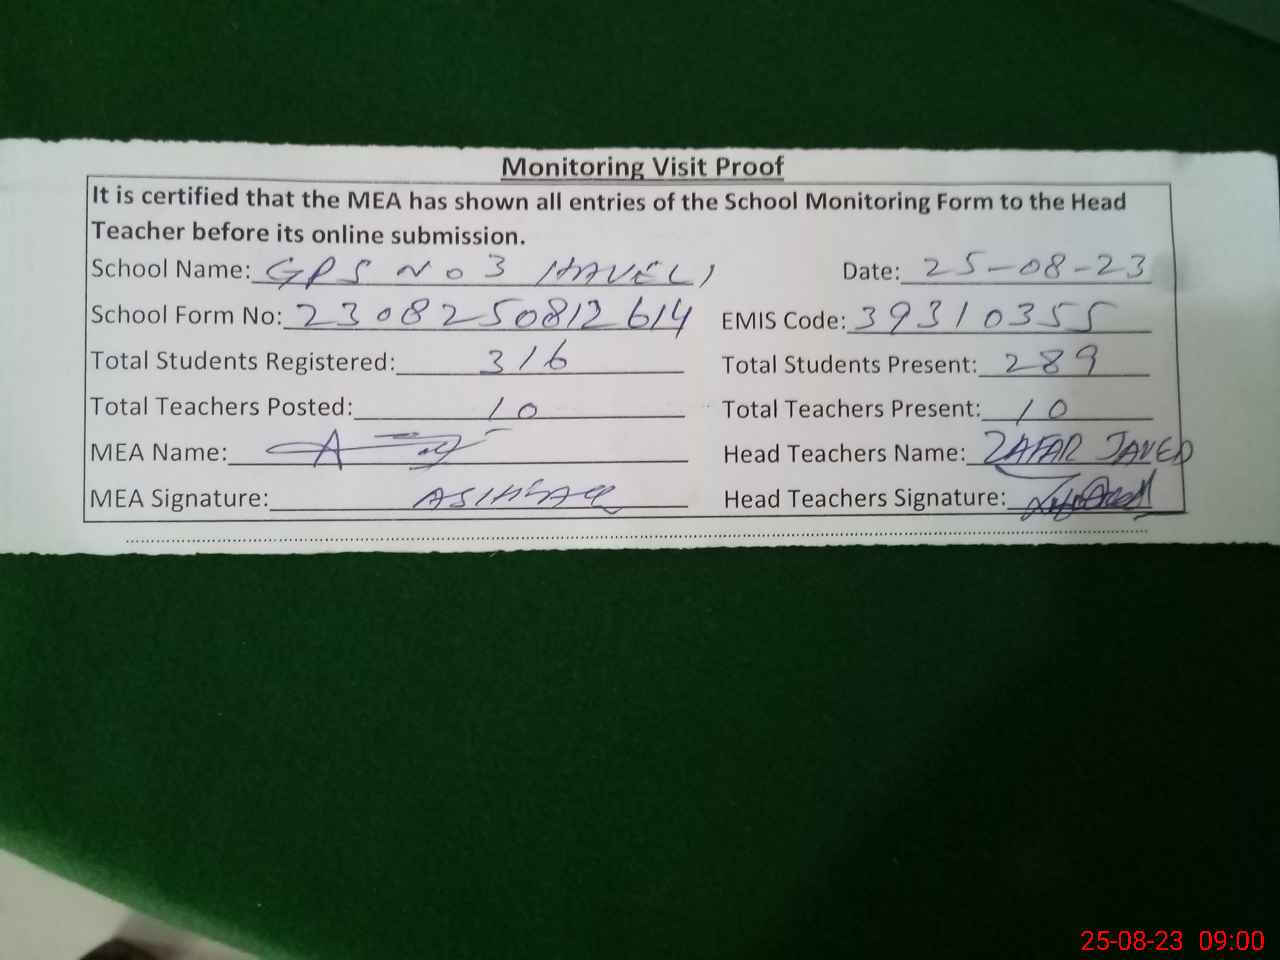 Monitoring Visit Proof
It is certified that the MEA has shown all entries of the School Monitoring Form to the Head
Teacher before its online submission.
School Name: GPS No 3 HAVELI Date: 25-08-23
School Form No: 2308250812614 EMIS Code: 39310355
Total Students Registered: 316 Total Students Present: 289
Total Teachers Posted: 10 Total Teachers Present: 10
MEA Name: Head Teachers Name: ZAFAR JAVED
MEA Signature: Head Teachers Signature:
25-08-23 09:00